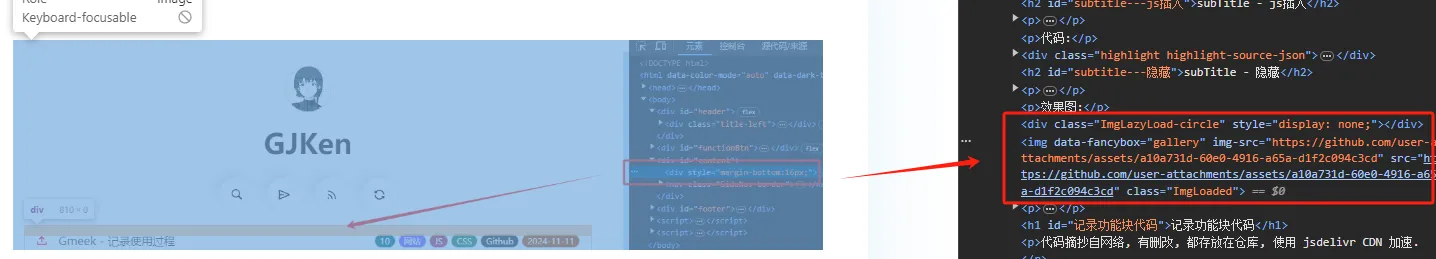 Role Image
Keyboard-focusable
GJKen
div 810 × 0
Gmeek - 记录使用过程 10 网站 JS CSS Github 2024-11-11
元素 控制台 源代码/来源
<!DOCTYPE html>
<html data-color-mode="auto" data-dark-t
<head>⋯</head>
<body>
<div id="header"> flex
<div class="title-left">⋯</div>
</div>
<div id="functionBtn">⋯</div> flex
<div id="content">
⋯ <div style="margin-bottom:16px;">
</div>
<div id="footer">⋯</div>
<script>⋯</script>
<script>⋯</script>
</body>
<h2 id="subtitle---js插入">subTitle - js插入</h2>
<p>⋯</p>
<p>代码:</p>
<div class="highlight highlight-source-json">⋯</div>
<h2 id="subtitle---隐藏">subTitle - 隐藏</h2>
<p>⋯</p>
<p>效果图:</p>
<div class="ImgLazyLoad-circle" style="display: none;"></div>
⋯
<img data-fancybox="gallery" img-src="https://github.com/user-a
ttachments/assets/a10a731d-60e0-4916-a65a-d1f2c094c3cd" src="ht
tps://github.com/user-attachments/assets/a10a731d-60e0-4916-a65
a-d1f2c094c3cd" class="ImgLoaded"> == $0
<p>⋯</p>
<h1 id="记录功能块代码">记录功能块代码</h1>
<p>代码摘抄自网络, 有删改, 都存放在仓库, 使用 jsdelivr CDN 加速.
</p>